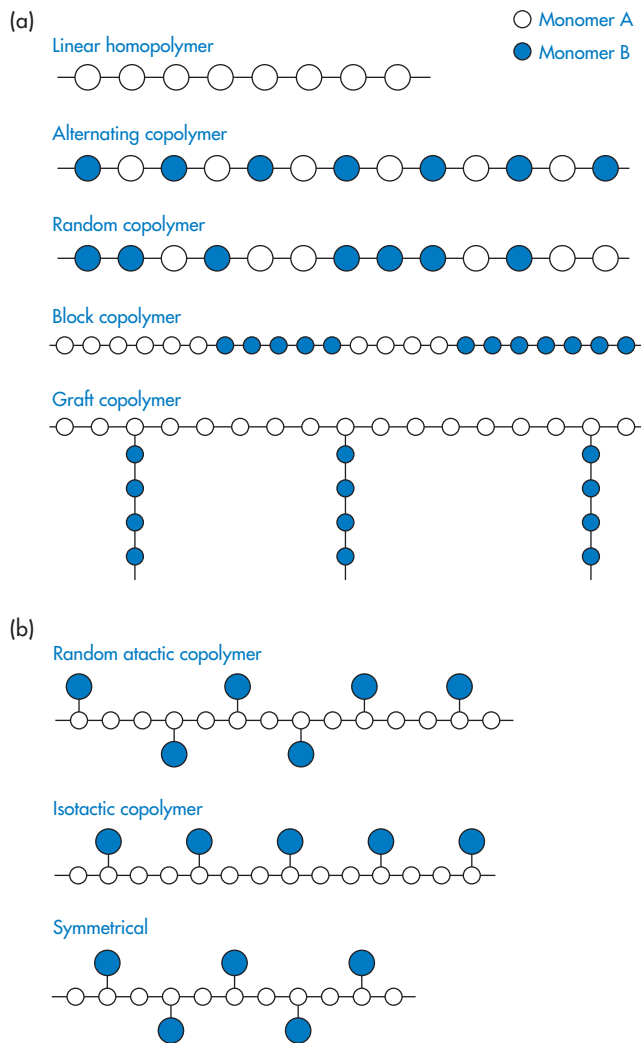 (a)
Monomer A
Monomer B
Linear homopolymer
Alternating copolymer
Random copolymer
Block copolymer
Graft copolymer
(b)
Random atactic copolymer
Isotactic copolymer
Symmetrical